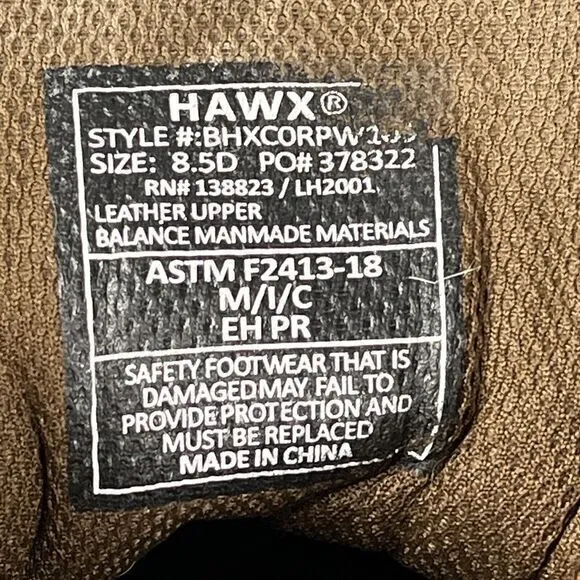 HAWX®
STYLE #:
SIZE: 8.5D PO# 378322
RN# 138823 / LH2001
LEATHER UPPER
BALANCE MANMADE MATERIALS
ASTM F2413-18
M/I/C
EH PR
SAFETY FOOTWEAR THAT IS
DAMAGED MAY FAIL TO
PROVIDE PROTECTION AND
MUST BE REPLACED
MADE IN CHINA